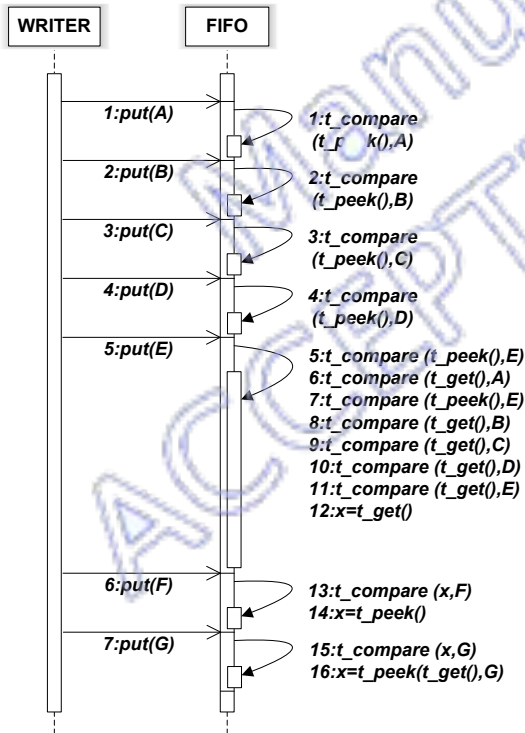 WRITER
FIFO
1:put(A)
1:t_compare
(t_peek(),A)
2:put(B)
2:t_compare
(t_peek(),B)
3:put(C)
3:t_compare
(t_peek(),C)
4:put(D)
4:t_compare
(t_peek(),D)
5:put(E)
5:t_compare (t_peek(),E)
6:t_compare (t_get(),A)
7:t_compare (t_peek(),E)
8:t_compare (t_get(),B)
9:t_compare (t_get(),C)
10:t_compare (t_get(),D)
11:t_compare (t_get(),E)
12:x=t_get()
6:put(F)
13:t_compare (x,F)
14:x=t_peek()
7:put(G)
15:t_compare (x,G)
16:x=t_peek(t_get(),G)